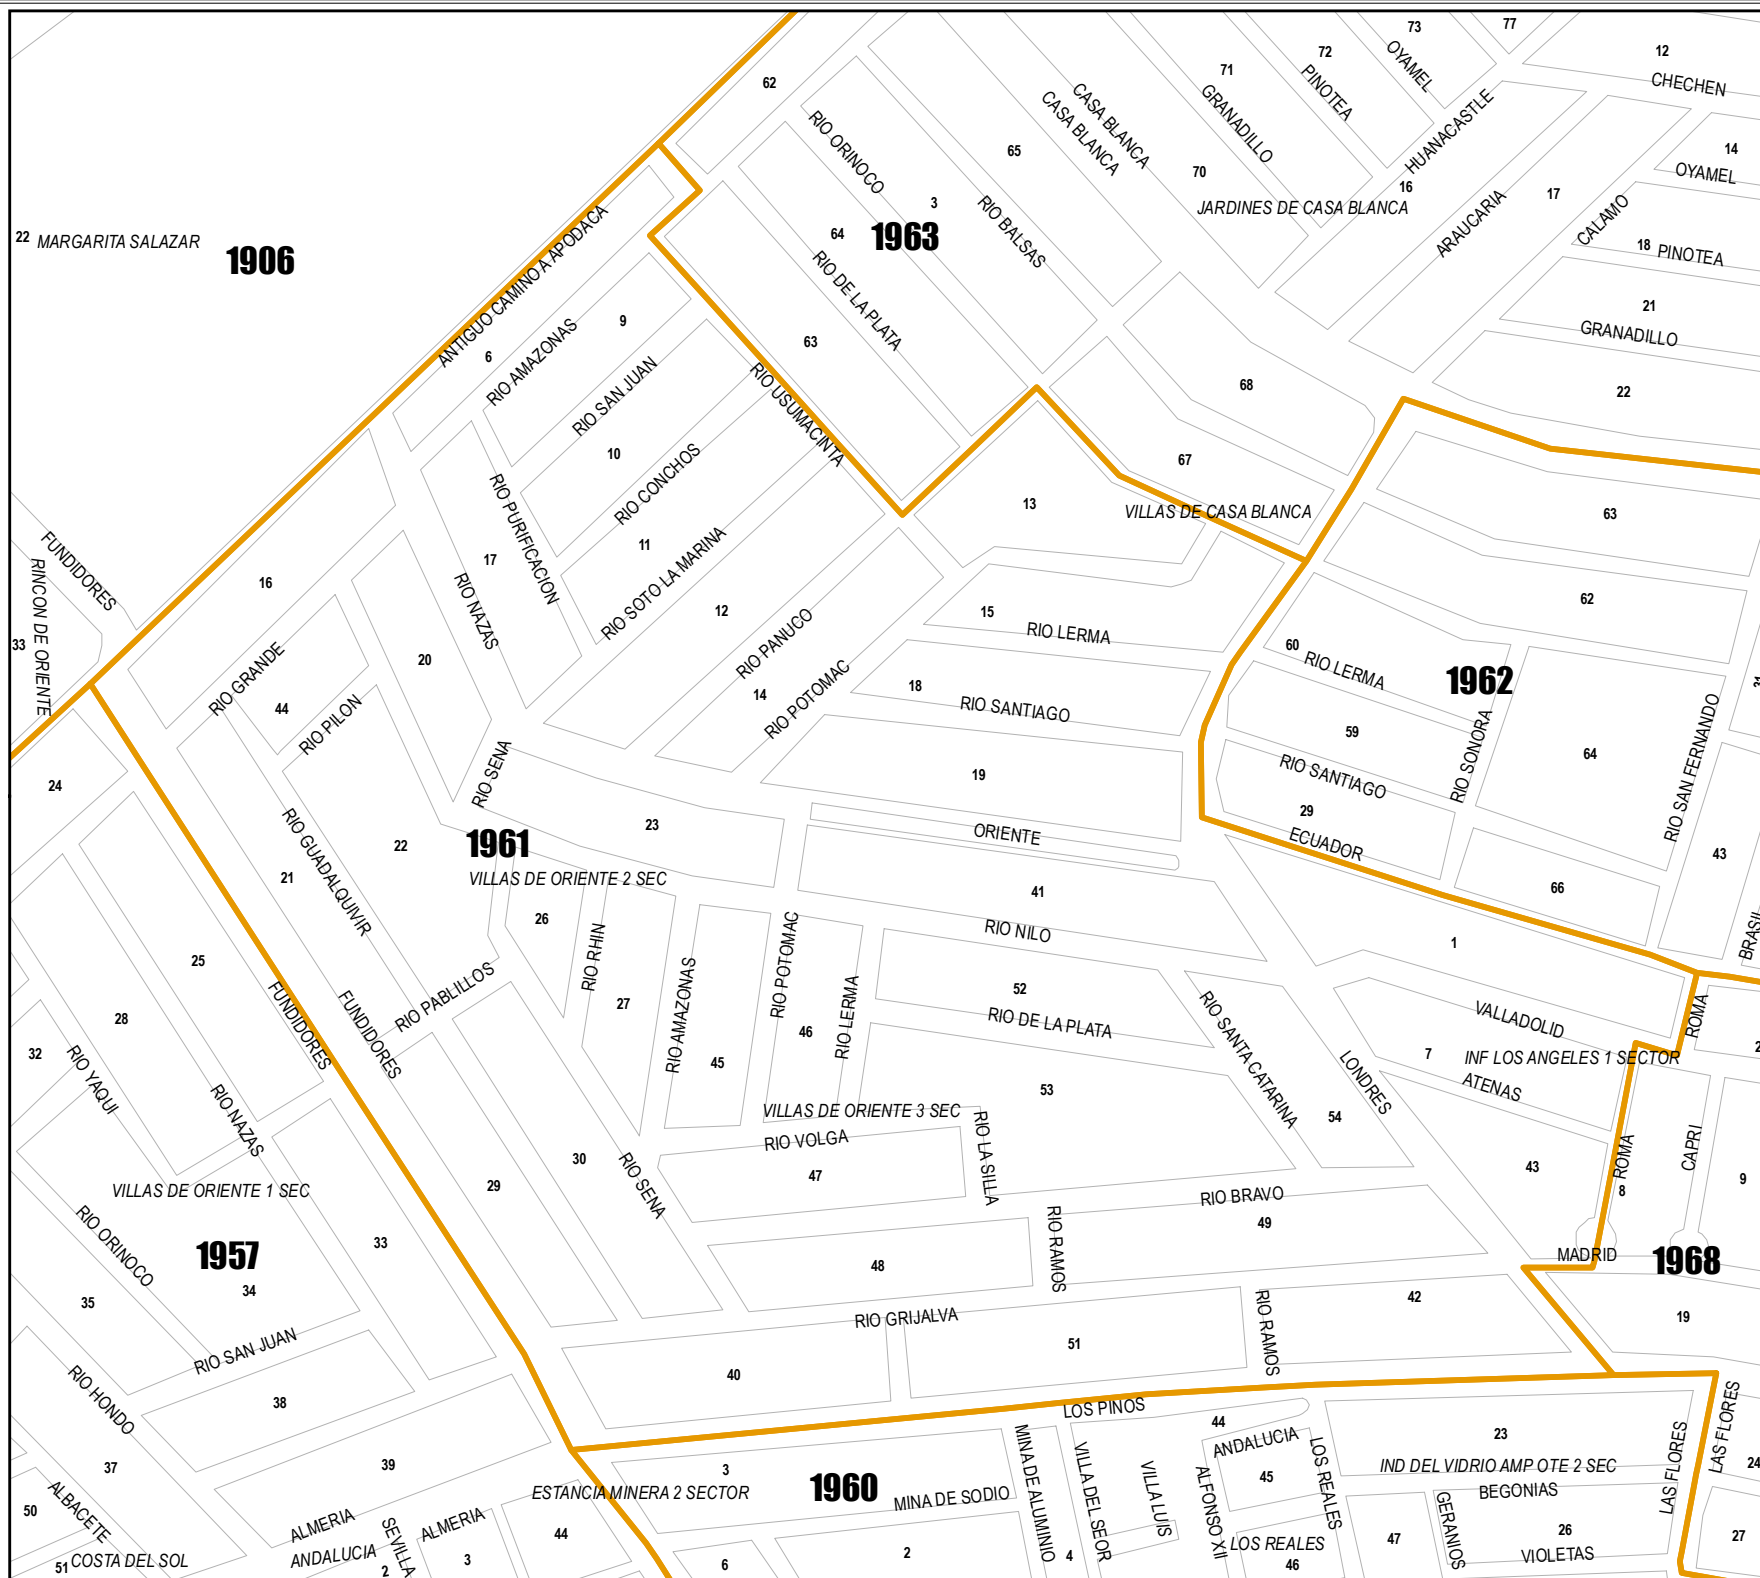 73
77
62
72
OYAMEL
12
71
PINOTEA
CHECHEN
GRANADILLO
CASA BLANCA
CASA BLANCA
RIO ORINOCO
65
HUANACASTLE
14
OYAMEL
70
16
17
3
JARDINES DE CASA BLANCA
CALAMO
ARAUCARIA
22
MARGARITA SALAZAR
1906
64
1963
RIO BALSAS
18
PINOTEA
RIO DE LA PLATA
ANTIGUO CAMINO A APODACA
9
21
GRANADILLO
6
RIO AMAZONAS
63
RIO SAN JUAN
RIO USUMACINTA
68
22
10
RIO CONCHOS
67
RIO PURIFICACION
13
VILLAS DE CASA BLANCA
63
11
RIO SOTO LA MARINA
17
FUNDIDORES
RINCON DE ORIENTE
16
RIO NAZAS
12
15
RIO LERMA
62
33
RIO PANUCO
60
RIO LERMA
1962
RIO GRANDE
20
14
RIO POTOMAC
18
RIO SANTIAGO
44
RIO PILON
59
RIO SONORA
64
RIO SAN FERNANDO
24
RIO SENA
19
RIO SANTIAGO
29
23
ORIENTE
ECUADOR
1961
22
RIO GUADALQUIVIR
VILLAS DE ORIENTE 2 SEC
21
43
66
41
26
RIO NILO
1
BRASIL
RIO RHIN
RIO POTOMAC
25
RIO PABLILLOS
52
RIO AMAZONAS
27
RIO LERMA
RIO DE LA PLATA
VALLADOLID
ROMA
28
FUNDIDORES
FUNDIDORES
46
RIO SANTA CATARINA
32
45
7
INF LOS ANGELES 1 SECTOR
2
RIO YAQUI
53
LONDRES
ATENAS
RIO NAZAS
VILLAS DE ORIENTE 3 SEC
54
RIO VOLGA
RIO LA SILLA
CAPRI
ROMA
30
RIO SENA
47
43
9
VILLAS DE ORIENTE 1 SEC
29
RIO BRAVO
8
RIO ORINOCO
33
RIO RAMOS
49
1957
48
MADRID
1968
34
35
42
RIO GRIJALVA
RIO RAMOS
19
RIO SAN JUAN
51
40
RIO HONDO
38
LOS PINOS
LAS FLORES
44
23
37
39
3
1960
MINA DE ALUMINIO
VILLA DEL SEOR
VILLA LUIS
ANDALUCIA
LOS REALES
IND DEL VIDRIO AMP OTE 2 SEC
LAS FLORES
24
ESTANCIA MINERA 2 SECTOR
MINA DE SODIO
ALFONSO XII
45
BEGONIAS
50
ALBACETE
ALMERIA
ALMERIA
44
GERANIOS
26
27
SEVILLA
LOS REALES
47
ANDALUCIA
2
4
VIOLETAS
51
COSTA DEL SOL
2
3
6
46